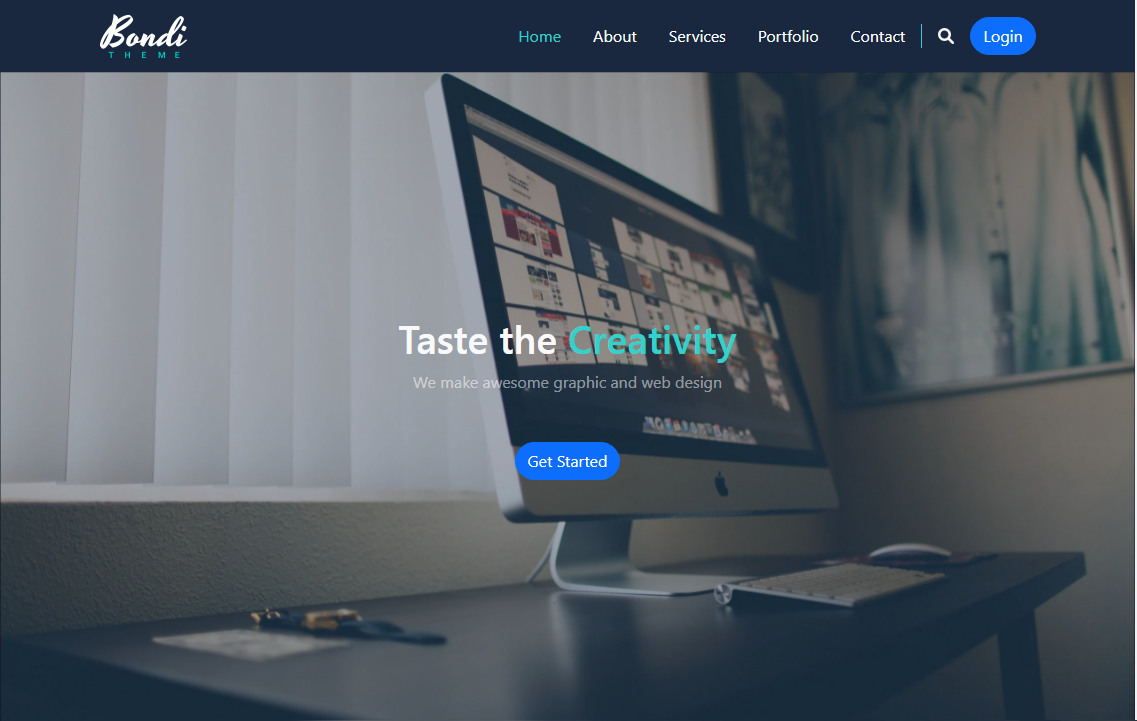 Bondi
THEME
Home About Services Portfolio Contact Login
Taste the Creativity
We make awesome graphic and web design
Get Started